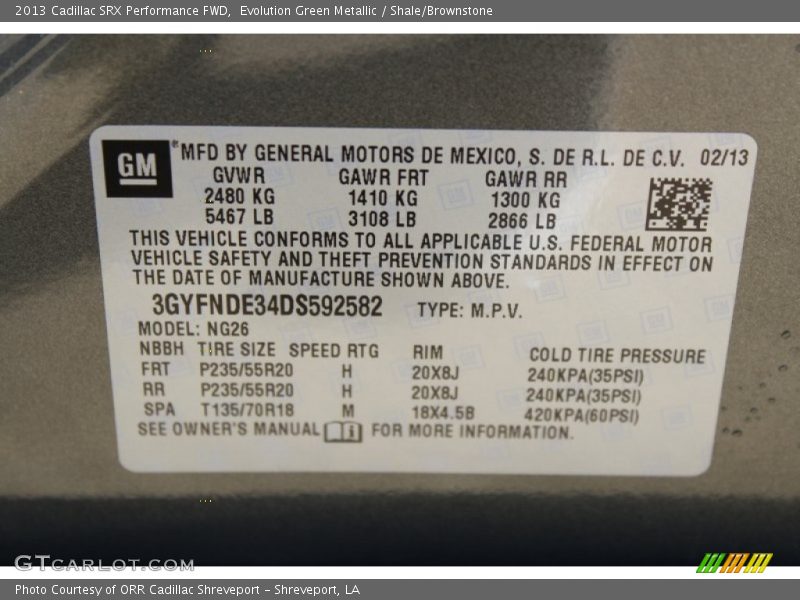 2013 Cadillac SRX Performance FWD,  Evolution Green Metallic / Shale/Brownstone
GM ® MFD BY GENERAL MOTORS DE MEXICO, S. DE R.L. DE C.V. 02/13
GVWR GAWR FRT GAWR RR
2480 KG 1410 KG 1300 KG
5467 LB 3108 LB 2866 LB
THIS VEHICLE CONFORMS TO ALL APPLICABLE U.S. FEDERAL MOTOR
VEHICLE SAFETY AND THEFT PREVENTION STANDARDS IN EFFECT ON
THE DATE OF MANUFACTURE SHOWN ABOVE.
3GYFNDE34DS592582 TYPE: M.P.V.
MODEL: NG26
NBBH TIRE SIZE SPEED RTG RIM COLD TIRE PRESSURE
FRT P235/55R20 H 20X8J 240KPA(35PSI)
RR P235/55R20 H 20X8J 240KPA(35PSI)
SPA T135/70R18 M 18X4.5B 420KPA(60PSI)
SEE OWNER'S MANUAL FOR MORE INFORMATION.
GTCARLOT.COM
Photo Courtesy of ORR Cadillac Shreveport – Shreveport, LA